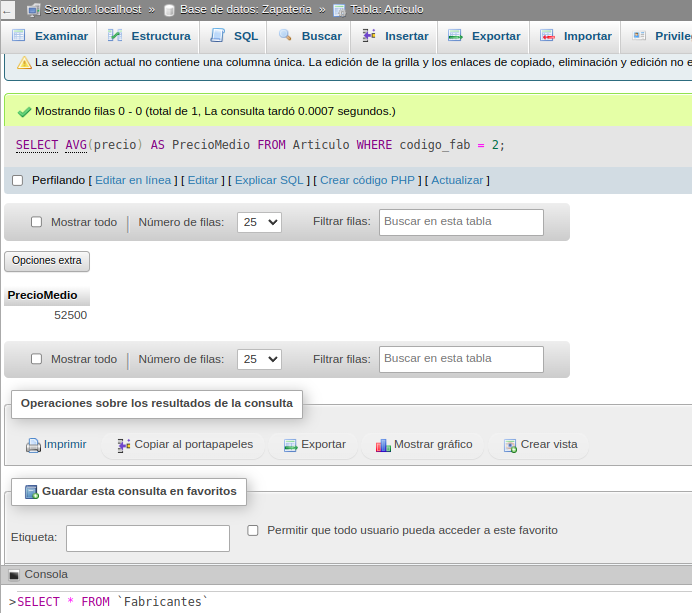 ← Servidor: localhost » Base de datos: Zapateria » Tabla: Articulo
Examinar Estructura SQL Buscar Insertar Exportar Importar
La selección actual no contiene una columna única. La edición de la grilla y los enlaces de copiado, eliminación y edición no
Mostrando filas 0 - 0 (total de 1, La consulta tardó 0.0007 segundos.)
SELECT AVG(precio) AS PrecioMedio FROM Articulo WHERE codigo_fab = 2;
Perfilando [ Editar en línea ] [ Editar ] [ Explicar SQL ] [ Crear código PHP ] [ Actualizar ]
Mostrar todo | Número de filas: 25 Filtrar filas: Buscar en esta tabla
Opciones extra
PrecioMedio
52500
Mostrar todo | Número de filas: 25 Filtrar filas: Buscar en esta tabla
Operaciones sobre los resultados de la consulta
Imprimir Copiar al portapapeles Exportar Mostrar gráfico Crear vista
Guardar esta consulta en favoritos
Etiqueta: Permitir que todo usuario pueda acceder a este favorito
Consola
>SELECT * FROM `Fabricantes`